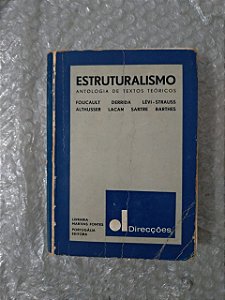 ESTRUTURALISMO
ANTOLOGIA DE TEXTOS TEÓRICOS
FOUCAULT DERRIDA LEVI-STRAUSS
ALTHUSSER LACAN SARTRE BARTHES
LIVRARIA
MARTINS FONTES
PORTUGÁLIA
EDITORA
d
Direcções